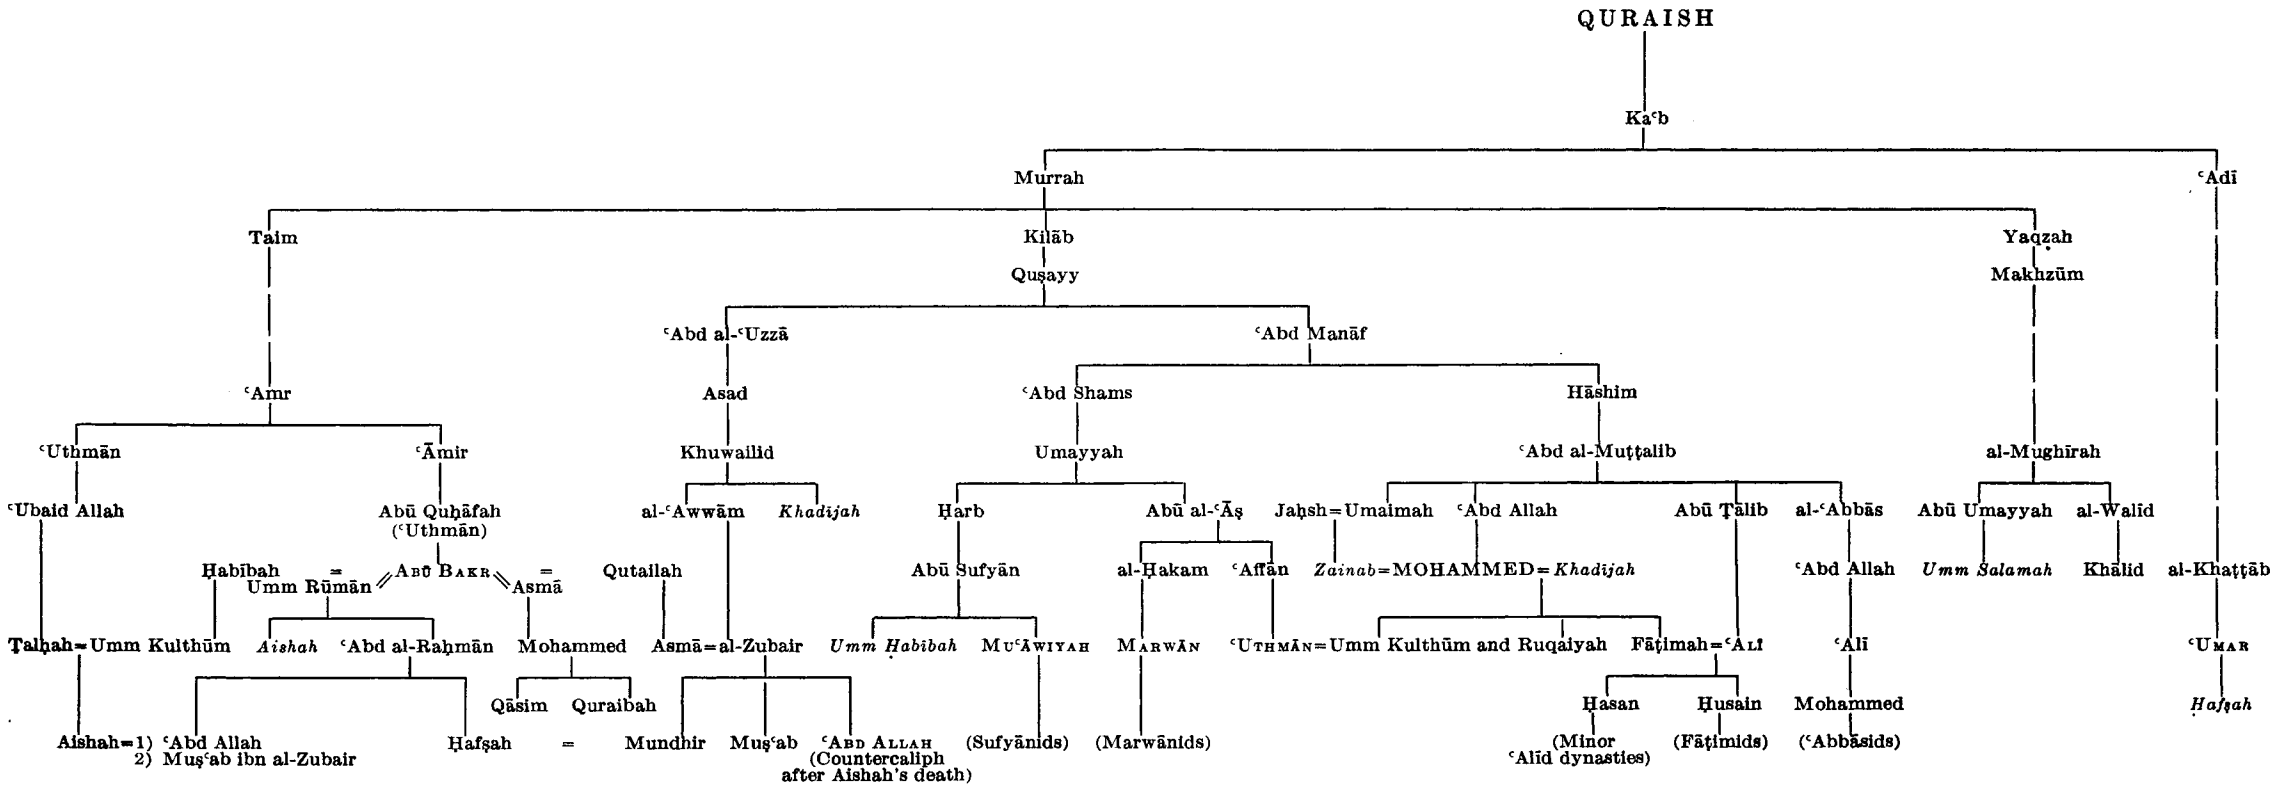 QURAISH
Kaʿb
Murrah ʿAdī
Taim Kilāb Yaqẓah
Quṣayy Makhzūm
ʿAbd al-ʿUzzā ʿAbd Manāf
ʿAmr Asad ʿAbd Shams Hāshim
ʿUthmān ʿĀmir Khuwailid Umayyah ʿAbd al-Muṭṭalib al-Mughīrah
ʿUbaid Allah Abū Quḥāfah al-ʿAwwām Khadījah Ḥarb Abū al-ʿĀṣ Jaḥsh=Umaimah ʿAbd Allah Abū Ṭālib al-ʿAbbās Abū Umayyah al-Walīd
(ʿUthmān)
Ḥabībah = ABŪ BAKR = Qutailah Abū Sufyān al-Ḥakam ʿAffān Zainab=MOHAMMED=Khadījah ʿAbd Allah Umm Salamah Khālid al-Khaṭṭāb
Umm Rūmān Asmā
Ṭalḥah=Umm Kulthūm Aishah ʿAbd al-Raḥmān Mohammed Asmā=al-Zubair Umm Ḥabībah MUʿĀWIYAH MARWĀN ʿUTHMĀN=Umm Kulthūm and Ruqaiyah Fāṭimah=ʿALĪ ʿAlī ʿUMAR
Qāsim Quraibah Ḥasan Ḥusain Mohammed Ḥafṣah
Aishah=1) ʿAbd Allah Ḥafṣah = Mundhir Muṣʿab ʿABD ALLAH (Sufyānids) (Marwānids) (Minor (Fāṭimids) (ʿAbbāsids)
2) Muṣʿab ibn al-Zubair (Countercaliph ʿAlīd dynasties)
after Aishah's death)